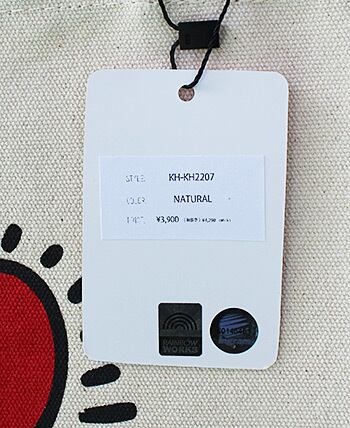 STYLE KH-KH2207
COLOR NATURAL
PRICE ¥3,900
RAINBOW
WORKS